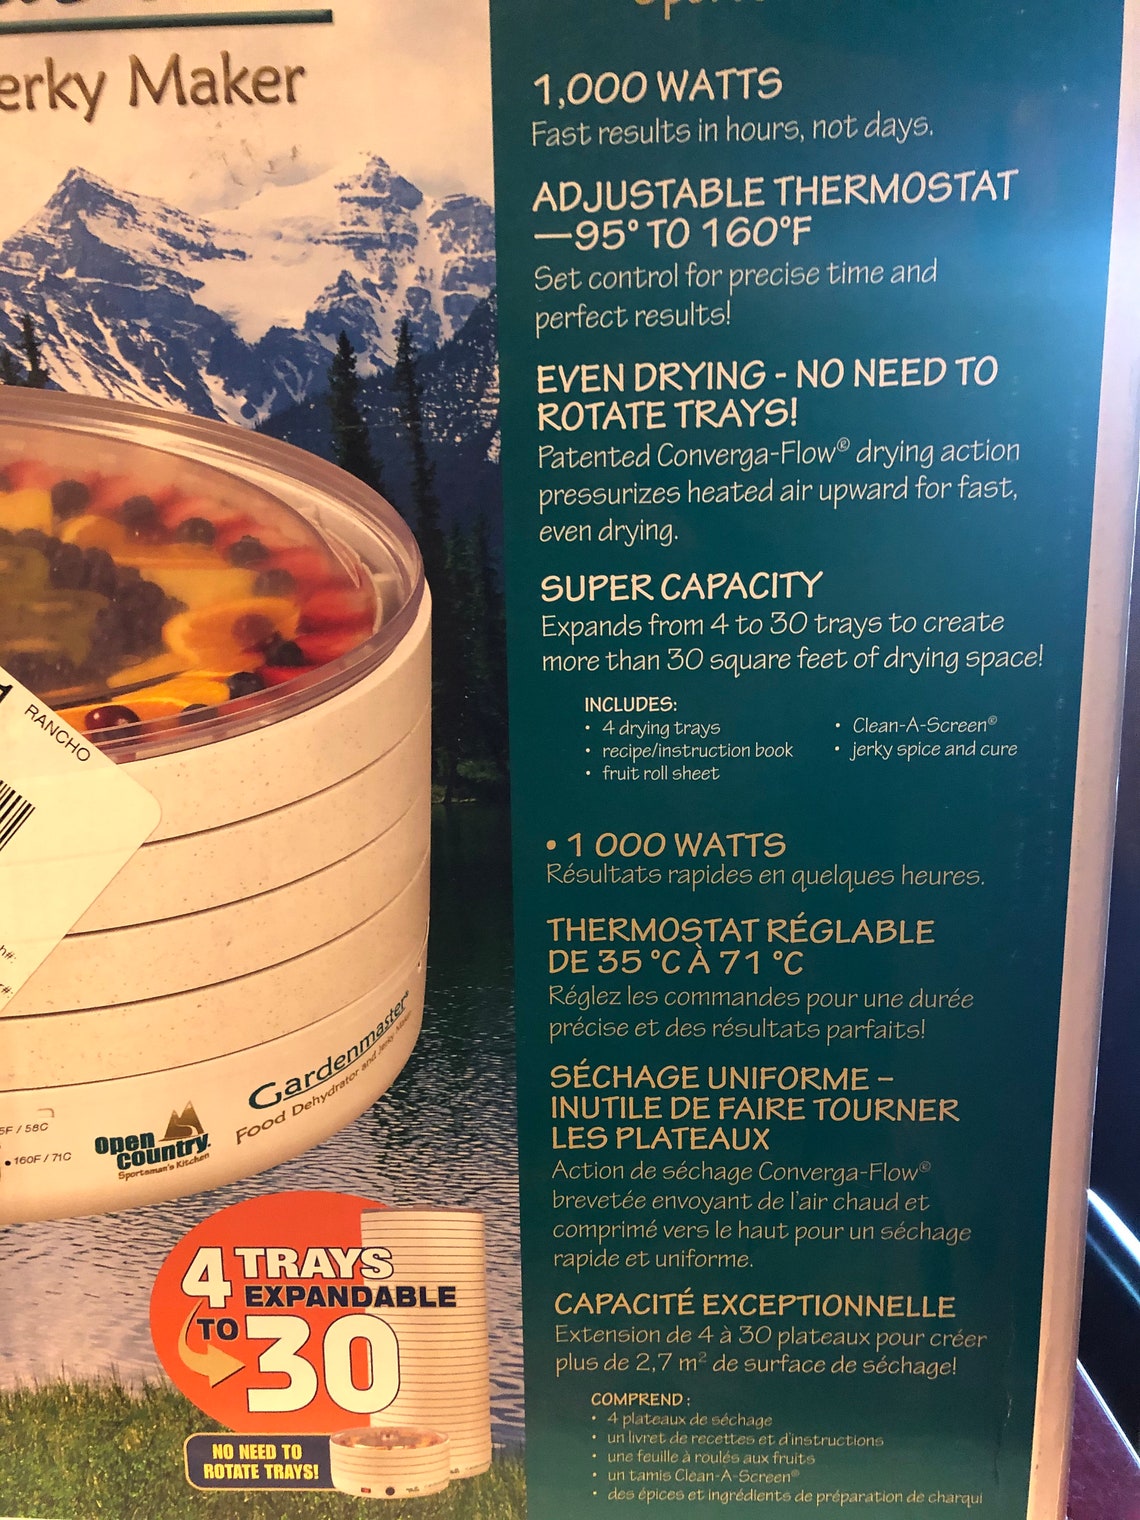 Maker
RANCHO
160F / 71C
Open
Country.
Sportsman's Kitchen
Gardenmaster®
Food Dehydrator and Jerky Maker
4 TRAYS
EXPANDABLE
TO 30
NO NEED TO
ROTATE TRAYS!
1,000 WATTS
Fast results in hours, not days.
ADJUSTABLE THERMOSTAT
—95° TO 160°F
Set control for precise time and
perfect results!
EVEN DRYING - NO NEED TO
ROTATE TRAYS!
Patented Converga-Flow® drying action
pressurizes heated air upward for fast,
even drying.
SUPER CAPACITY
Expands from 4 to 30 trays to create
more than 30 square feet of drying space!
INCLUDES:
• 4 drying trays
• recipe/instruction book
• fruit roll sheet
• Clean-A-Screen®
• jerky spice and cure
• 1 000 WATTS
Résultats rapides en quelques heures.
THERMOSTAT RÉGLABLE
DE 35 °C À 71 °C
Réglez les commandes pour une durée
précise et des résultats parfaits!
SÉCHAGE UNIFORME –
INUTILE DE FAIRE TOURNER
LES PLATEAUX
Action de séchage Converga-Flow®
brevetée envoyant de l'air chaud et
comprimé vers le haut pour un séchage
rapide et uniforme.
CAPACITÉ EXCEPTIONNELLE
Extension de 4 à 30 plateaux pour créer
plus de 2,7 m² de surface de séchage!
COMPREND :
• 4 plateaux de séchage
• un livret de recettes et d'instructions
• une feuille à roulés aux fruits
• un tamis Clean-A-Screen®
• des épices et ingrédients de préparation de charqui